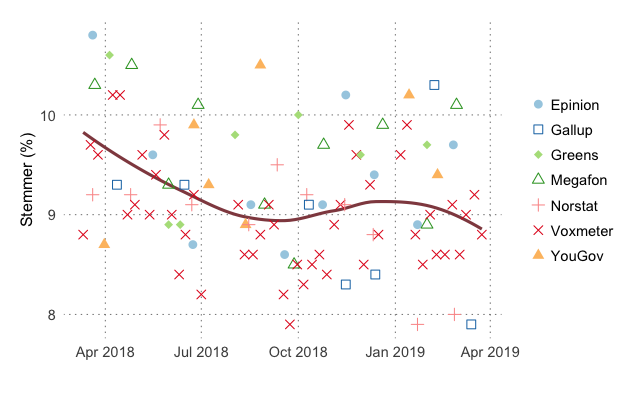 Stemmer (%)
10
9
8
Apr 2018
Jul 2018
Oct 2018
Jan 2019
Apr 2019
Epinion
Gallup
Greens
Megafon
Norstat
Voxmeter
YouGov